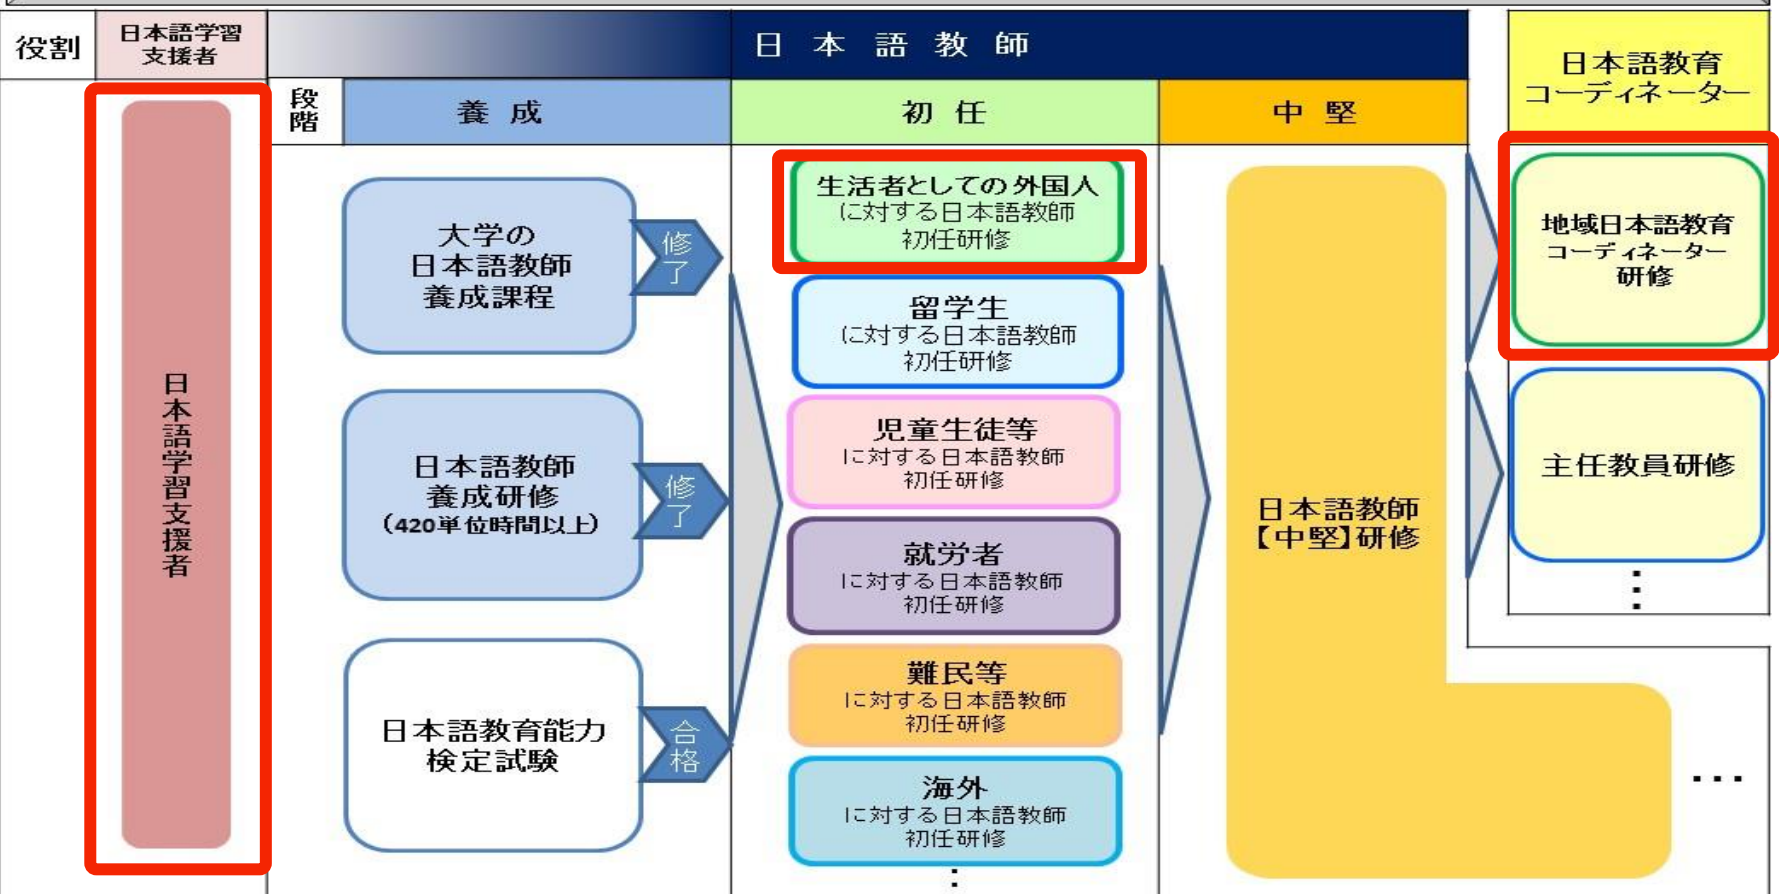 役割
日本語学習
支援者
日本語教師
日本語教育
コーディネーター
段階
養成
初任
中堅
日本語学習支援者
大学の
日本語教師
養成課程
修了
日本語教師
養成研修
(420単位時間以上)
修了
日本語教育能力
検定試験
合格
生活者としての外国人
に対する日本語教師
初任研修
留学生
に対する日本語教師
初任研修
児童生徒等
に対する日本語教師
初任研修
就労者
に対する日本語教師
初任研修
難民等
に対する日本語教師
初任研修
海外
に対する日本語教師
初任研修
⋮
日本語教師
【中堅】研修
…
地域日本語教育
コーディネーター
研修
主任教員研修
⋮